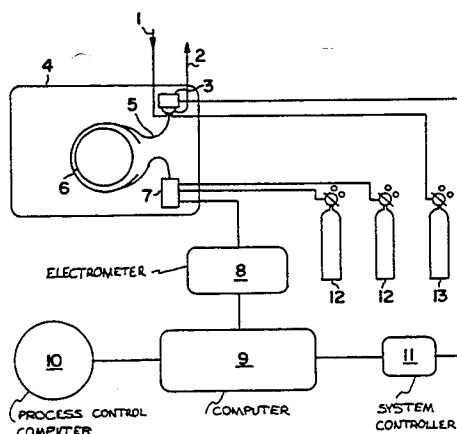 1
2
3
4
5
6
7
ELECTROMETER
8
12
12
13
10
9
11
PROCESS CONTROL
COMPUTER
COMPUTER
SYSTEM
CONTROLLER